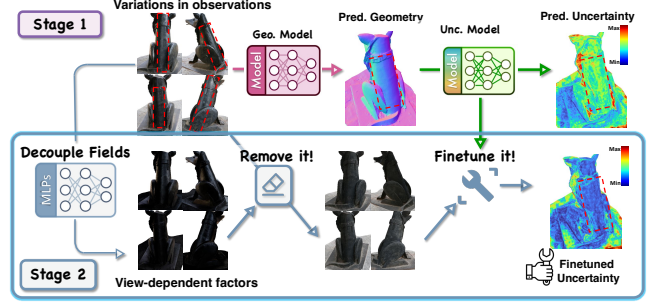 Variations in observations
Stage 1
Geo. Model
Model
Pred. Geometry
Unc. Model
Model
Pred. Uncertainty
Max
Min
Decouple Fields
MLPs
Remove it!
Finetune it!
Max
Min
Stage 2
View-dependent factors
Finetuned
Uncertainty